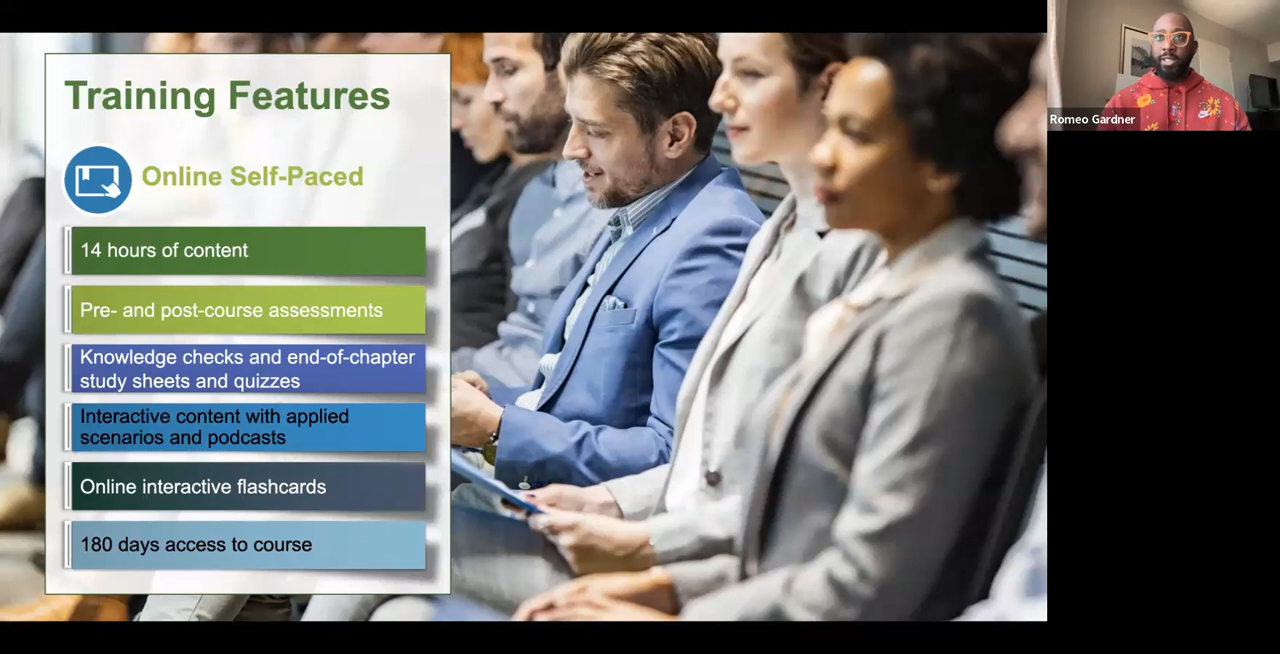 Training Features
Online Self-Paced
14 hours of content
Pre- and post-course assessments
Knowledge checks and end-of-chapter
study sheets and quizzes
Interactive content with applied
scenarios and podcasts
Online interactive flashcards
180 days access to course
Romeo Gardner